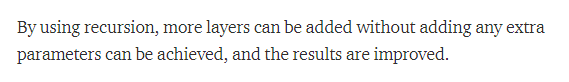 By using recursion, more layers can be added without adding any extra
parameters can be achieved, and the results are improved.